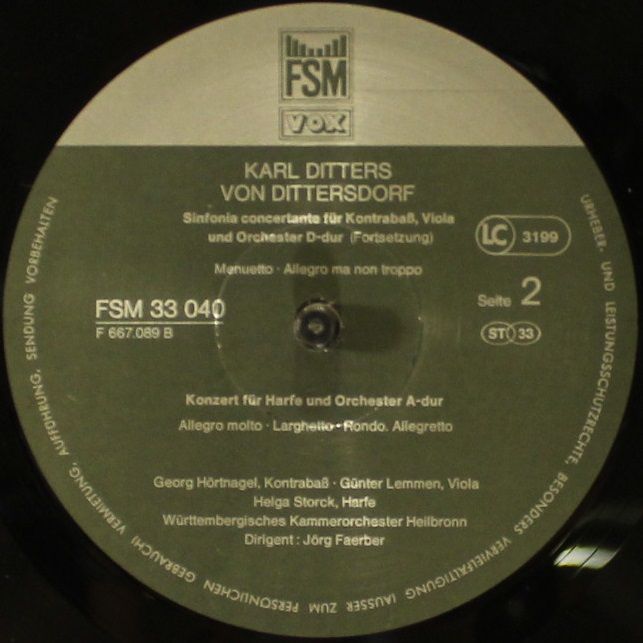 FSM
VOX
KARL DITTERS
VON DITTERSDORF
Sinfonia concertante für Kontrabaß, Viola
und Orchester D-dur (Fortsetzung)
LC 3199
Menuetto · Allegro ma non troppo
FSM 33 040
F 667.089 B
Seite 2
ST 33
Konzert für Harfe und Orchester A-dur
Allegro molto · Larghetto · Rondo. Allegretto
Georg Hörtnagel, Kontrabaß · Günter Lemmen, Viola
Helga Storck, Harfe
Württembergisches Kammerorchester Heilbronn
Dirigent: Jörg Faerber
URHEBER- UND LEISTUNGSSCHUTZRECHTE, BESONDERS VERVIELFÄLTIGUNG (AUSSER ZUM PERSÖNLICHEN GEBRAUCH) VERMIETUNG, AUFFÜHRUNG, SENDUNG VORBEHALTEN